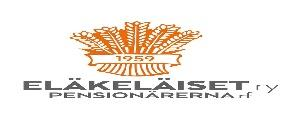 1959
ELÄKELÄISET ry
PENSIONÄRERNA rf